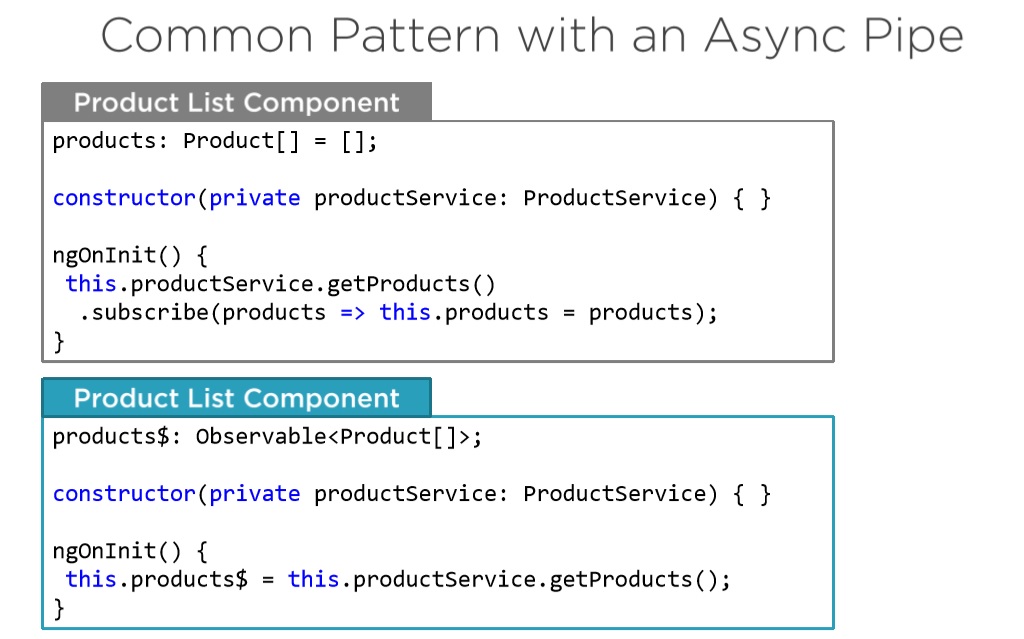 Common Pattern with an Async Pipe
Product List Component
products: Product[] = [];
constructor(private productService: ProductService) { }
ngOnInit() {
 this.productService.getProducts()
  .subscribe(products => this.products = products);
}
Product List Component
products$: Observable<Product[]>;
constructor(private productService: ProductService) { }
ngOnInit() {
 this.products$ = this.productService.getProducts();
}